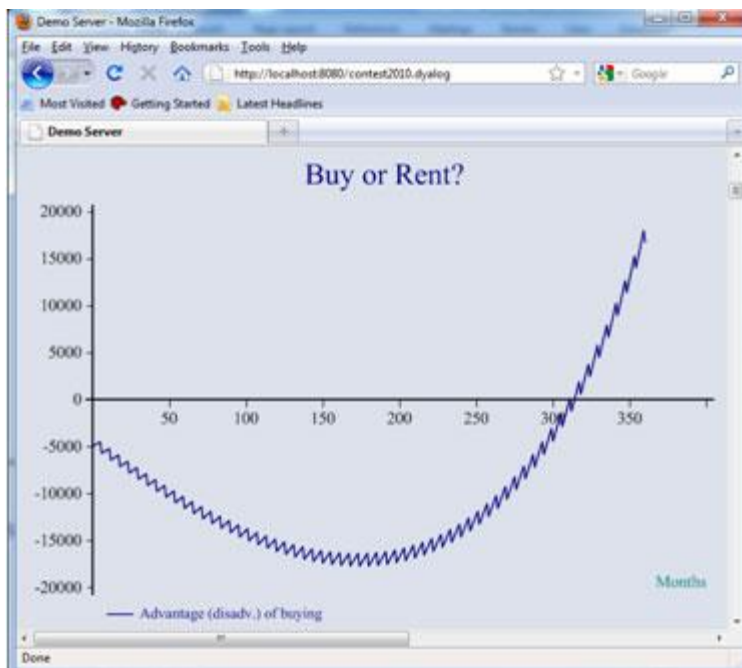 Demo Server - Mozilla Firefox
File Edit View History Bookmarks Tools Help
http://localhost:8080/contest2010.dyalog
Google
Most Visited Getting Started Latest Headlines
Demo Server
Buy or Rent?
20000
15000
10000
5000
0
50 100 150 200 250 300 350
-5000
-10000
-15000
-20000
Months
Advantage (disadv.) of buying
Done